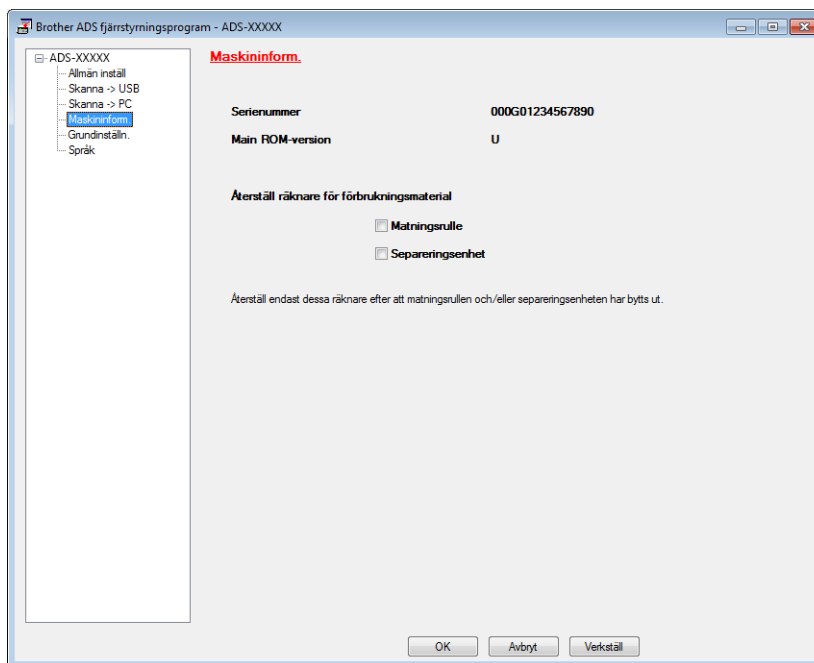 Brother ADS fjärrstyrningsprogram - ADS-XXXXX
ADS-XXXXX
Allmän inställ
Skanna -> USB
Skanna -> PC
Maskininform.
Grundinställn.
Språk
Maskininform.
Serienummer 000G01234567890
Main ROM-version U
Återställ räknare för förbrukningsmaterial
Matningsrulle
Separeringsenhet
Återställ endast dessa räknare efter att matningsrullen och/eller separeringsenheten har bytts ut.
OK Avbryt Verkställ